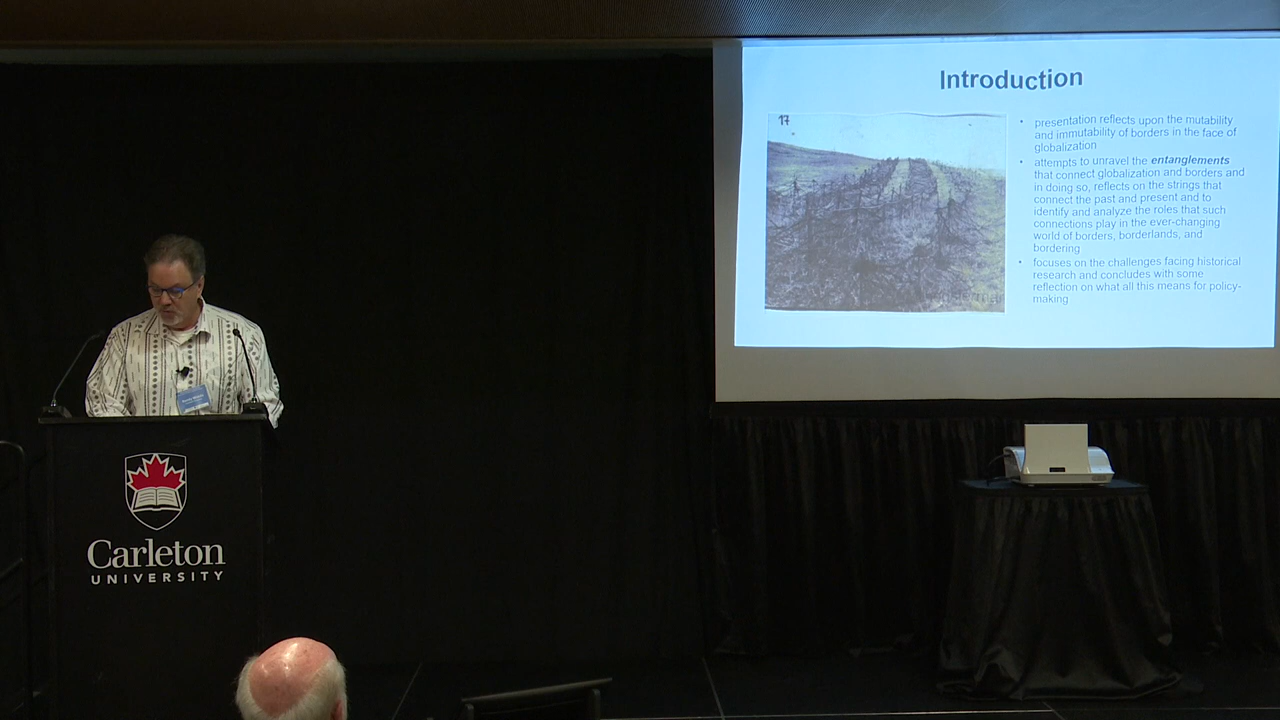 Introduction
17
• presentation reflects upon the mutability
and immutability of borders in the face of
globalization
• attempts to unravel the entanglements
that connect globalization and borders and
in doing so, reflects on the strings that
connect the past and present and to
identify and analyze the roles that such
connections play in the ever-changing
world of borders, borderlands, and
bordering
• focuses on the challenges facing historical
research and concludes with some
reflection on what all this means for policy-
making
Carleton
UNIVERSITY